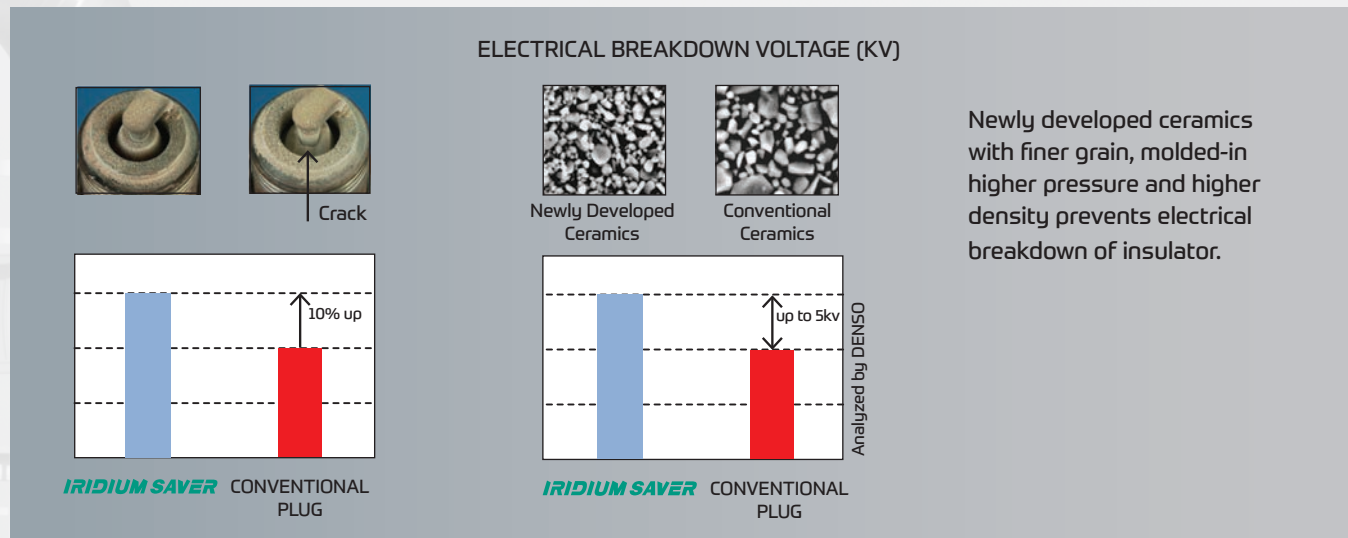 ELECTRICAL BREAKDOWN VOLTAGE (KV)
Crack
Newly Developed
Ceramics
Conventional
Ceramics
Newly developed ceramics
with finer grain, molded-in
higher pressure and higher
density prevents electrical
breakdown of insulator.
10% up
IRIDIUM SAVER
CONVENTIONAL
PLUG
up to 5kv
Analyzed by DENSO
IRIDIUM SAVER
CONVENTIONAL
PLUG